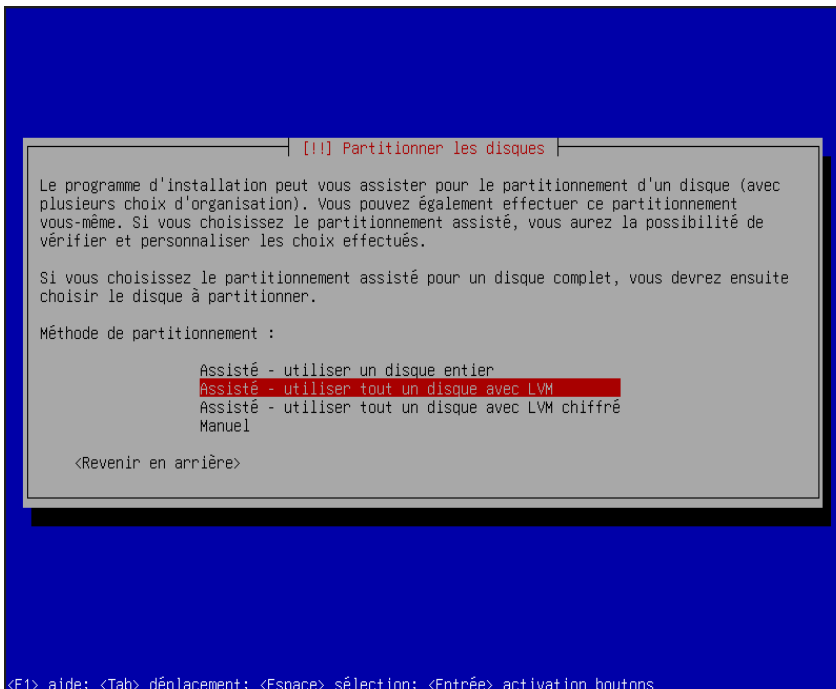 [!!] Partitionner les disques
Le programme d'installation peut vous assister pour le partitionnement d'un disque (avec
plusieurs choix d'organisation). Vous pouvez également effectuer ce partitionnement
vous-même. Si vous choisissez le partitionnement assisté, vous aurez la possibilité de
vérifier et personnaliser les choix effectués.
Si vous choisissez le partitionnement assisté pour un disque complet, vous devrez ensuite
choisir le disque à partitionner.
Méthode de partitionnement :
Assisté - utiliser un disque entier
Assisté - utiliser tout un disque avec LVM
Assisté - utiliser tout un disque avec LVM chiffré
Manuel
<Revenir en arrière>
<F1> aide; <Tab> déplacement; <Espace> sélection; <Entrée> activation boutons